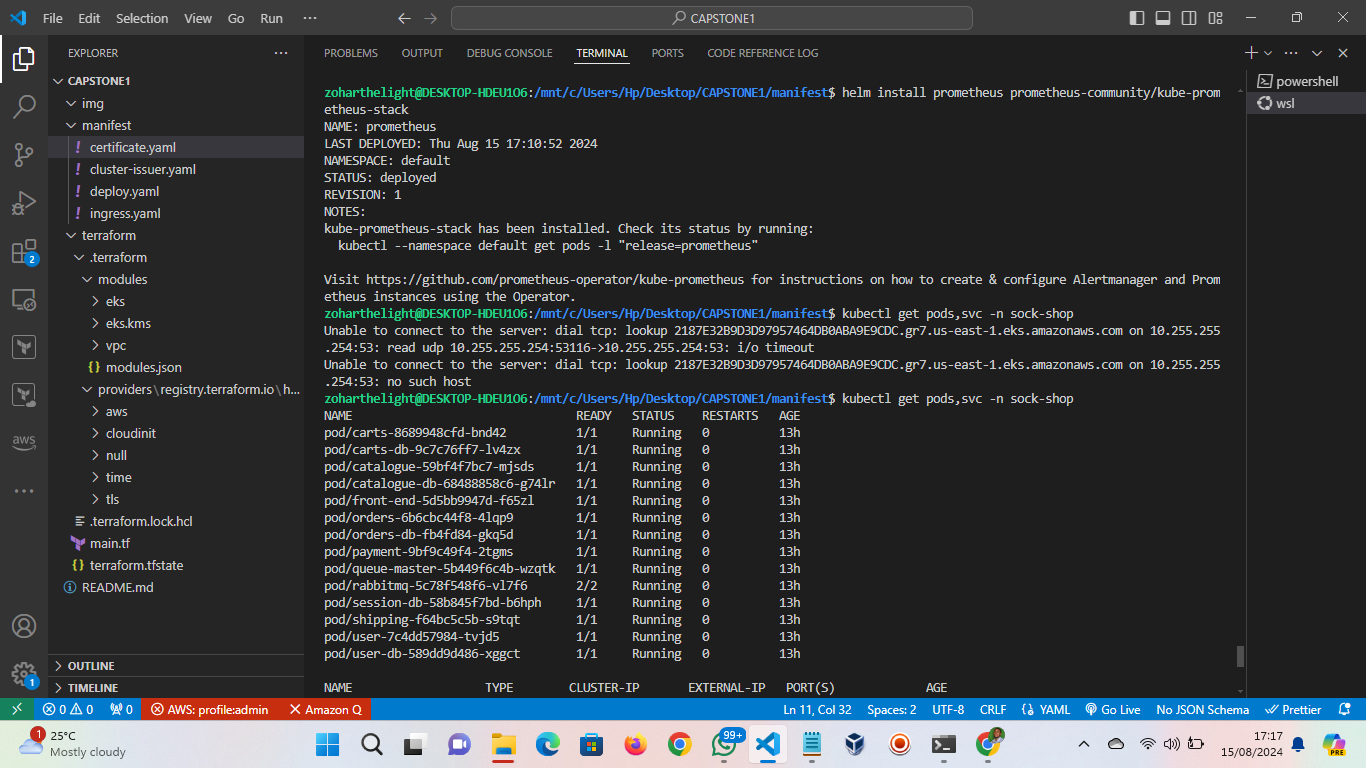 File Edit Selection View Go Run ··· CAPSTONE1
EXPLORER ···
CAPSTONE1
img
manifest
! certificate.yaml
! cluster-issuer.yaml
! deploy.yaml
! ingress.yaml
terraform
.terraform
modules
eks
eks.kms
vpc
{} modules.json
providers\registry.terraform.io\h...
aws
cloudinit
null
time
tls
.terraform.lock.hcl
main.tf
{} terraform.tfstate
README.md
OUTLINE
TIMELINE
2
aws
···
1
PROBLEMS OUTPUT DEBUG CONSOLE TERMINAL PORTS CODE REFERENCE LOG
powershell
wsl
zoharthelight@DESKTOP-HDEU1O6:/mnt/c/Users/Hp/Desktop/CAPSTONE1/manifest$ helm install prometheus prometheus-community/kube-prom
etheus-stack
NAME: prometheus
LAST DEPLOYED: Thu Aug 15 17:10:52 2024
NAMESPACE: default
STATUS: deployed
REVISION: 1
NOTES:
kube-prometheus-stack has been installed. Check its status by running:
  kubectl --namespace default get pods -l "release=prometheus"
Visit https://github.com/prometheus-operator/kube-prometheus for instructions on how to create & configure Alertmanager and Prom
etheus instances using the Operator.
zoharthelight@DESKTOP-HDEU1O6:/mnt/c/Users/Hp/Desktop/CAPSTONE1/manifest$ kubectl get pods,svc -n sock-shop
Unable to connect to the server: dial tcp: lookup 2187E32B9D3D97957464DB0ABA9E9CDC.gr7.us-east-1.eks.amazonaws.com on 10.255.255
.254:53: read udp 10.255.255.254:53116->10.255.255.254:53: i/o timeout
Unable to connect to the server: dial tcp: lookup 2187E32B9D3D97957464DB0ABA9E9CDC.gr7.us-east-1.eks.amazonaws.com on 10.255.255
.254:53: no such host
zoharthelight@DESKTOP-HDEU1O6:/mnt/c/Users/Hp/Desktop/CAPSTONE1/manifest$ kubectl get pods,svc -n sock-shop
NAME READY STATUS RESTARTS AGE
pod/carts-8689948cfd-bnd42 1/1 Running 0 13h
pod/carts-db-9c7c76ff7-lv4zx 1/1 Running 0 13h
pod/catalogue-59bf4f7bc7-mjsds 1/1 Running 0 13h
pod/catalogue-db-68488858c6-g74lr 1/1 Running 0 13h
pod/front-end-5d5bb9947d-f65zl 1/1 Running 0 13h
pod/orders-6b6cbc44f8-4lqp9 1/1 Running 0 13h
pod/orders-db-fb4fd84-gkq5d 1/1 Running 0 13h
pod/payment-9bf9c49f4-2tgms 1/1 Running 0 13h
pod/queue-master-5b449f6c4b-wzqtk 1/1 Running 0 13h
pod/rabbitmq-5c78f548f6-vl7f6 2/2 Running 0 13h
pod/session-db-58b845f7bd-b6hph 1/1 Running 0 13h
pod/shipping-f64bc5c5b-s9tqt 1/1 Running 0 13h
pod/user-7c4dd57984-tvjd5 1/1 Running 0 13h
pod/user-db-589dd9d486-xggct 1/1 Running 0 13h
NAME TYPE CLUSTER-IP EXTERNAL-IP PORT(S) AGE
0 0 0 AWS: profile:admin Amazon Q Ln 11, Col 32 Spaces: 2 UTF-8 CRLF {} YAML Go Live No JSON Schema Prettier
1 25°C
Mostly cloudy
99+
PRE
17:17
15/08/2024